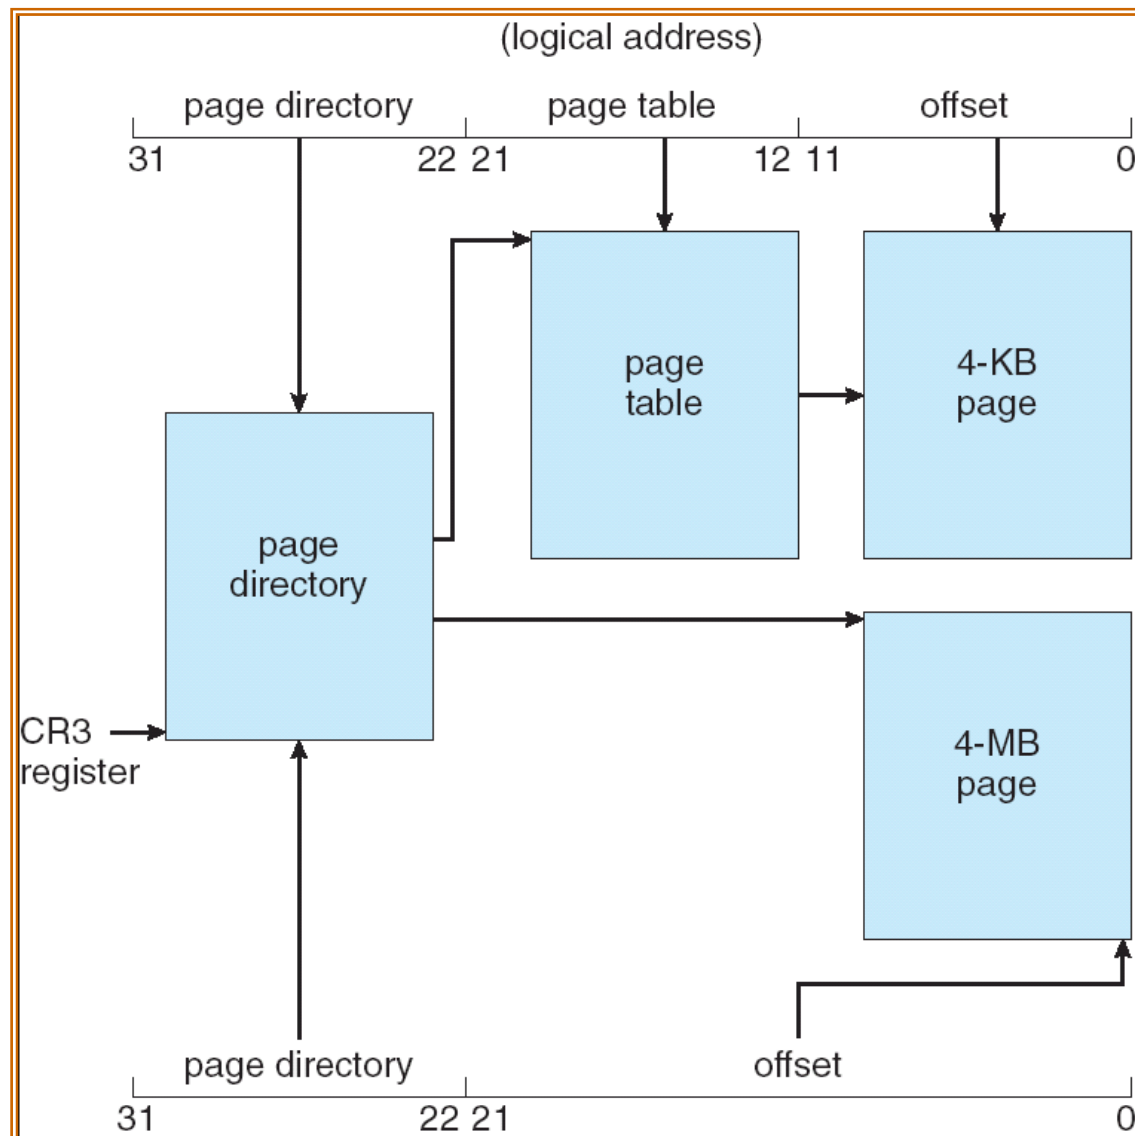 (logical address)
page directory page table offset
31 22 21 12 11 0
page
table
4-KB
page
page
directory
CR3
register
4-MB
page
page directory offset
31 22 21 0